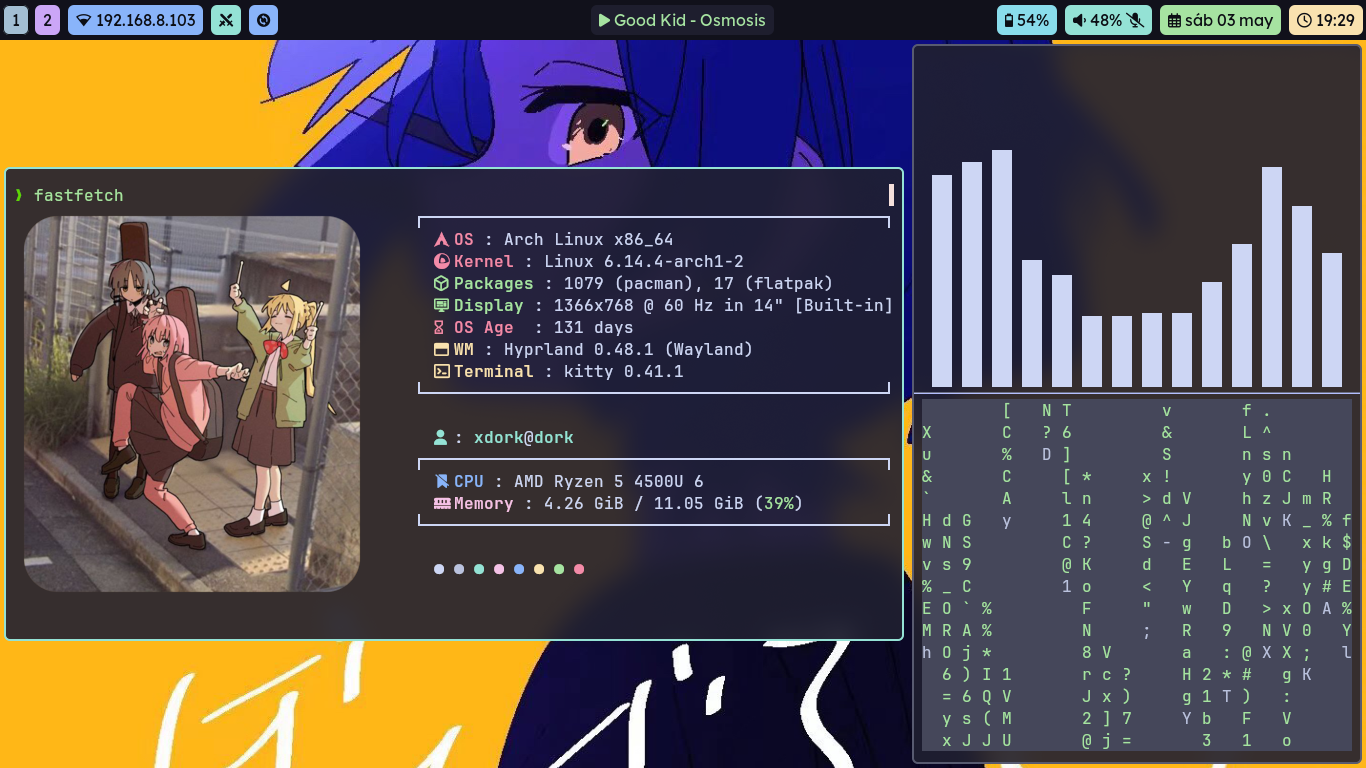 1 2 192.168.8.103
Good Kid - Osmosis
54% 48% sáb 03 may 19:29
❯ fastfetch
OS : Arch Linux x86_64
Kernel : Linux 6.14.4-arch1-2
Packages : 1079 (pacman), 17 (flatpak)
Display : 1366x768 @ 60 Hz in 14" [Built-in]
OS Age : 131 days
WM : Hyprland 0.48.1 (Wayland)
Terminal : kitty 0.41.1
: xdork@dork
CPU : AMD Ryzen 5 4500U 6
Memory : 4.26 GiB / 11.05 GiB (39%)
[ N T v f .
X C ? 6 & L ^
u % D ] S n s n
& C [ * x ! y 0 C H
` A l n > d V h z J m R
H d G y 1 4 @ ^ J N v K _ % f
w N S C ? S - g b O \ x k $
v s 9 @ K d E L = y g D
% _ C 1 o < Y q ? y # E
E O ` % F " w D > x O A %
M R A % N ; R 9 N V 0 Y
h O j * 8 V a : @ X X ; l
6 ) I 1 r c ? H 2 * # g K
= 6 Q V J x ) g 1 T ) :
y s ( M 2 ] 7 Y b F V
x J J U @ j = 3 1 o